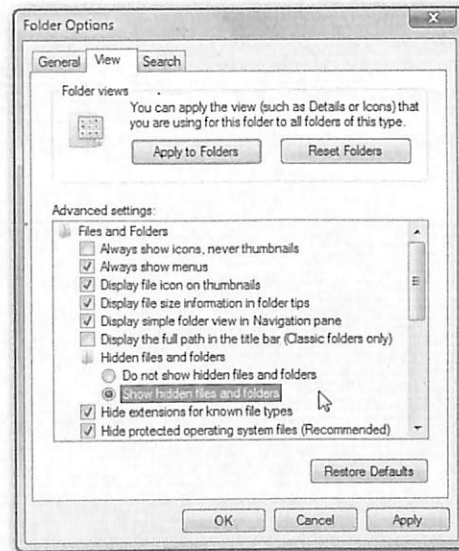 Folder Options
General View Search
Folder views
You can apply the view (such as Details or Icons) that
you are using for this folder to all folders of this type.
Apply to Folders Reset Folders
Advanced settings:
Files and Folders
Always show icons, never thumbnails
Always show menus
Display file icon on thumbnails
Display file size information in folder tips
Display simple folder view in Navigation pane
Display the full path in the title bar (Classic folders only)
Hidden files and folders
Do not show hidden files and folders
Show hidden files and folders
Hide extensions for known file types
Hide protected operating system files (Recommended)
Restore Defaults
OK Cancel Apply